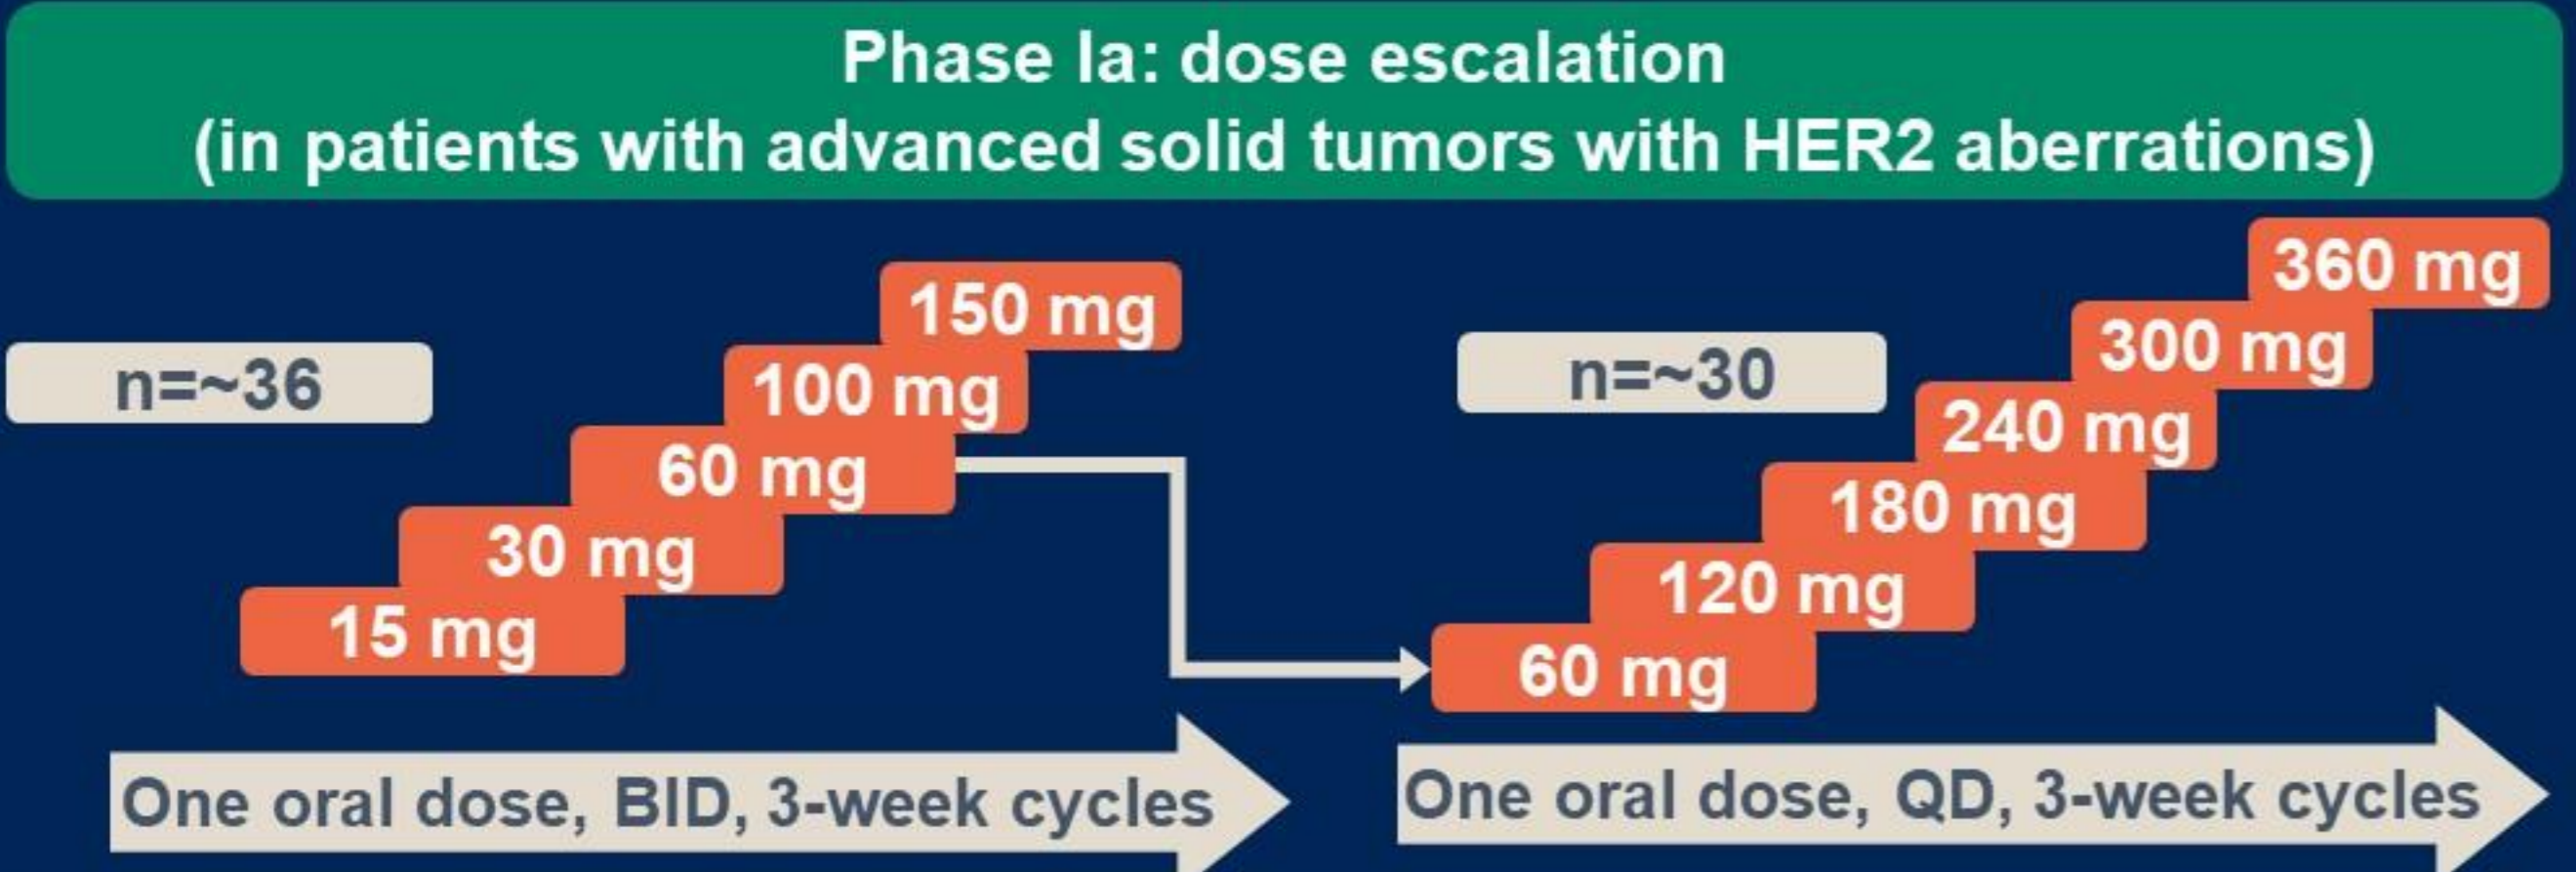 Phase Ia: dose escalation
(in patients with advanced solid tumors with HER2 aberrations)
n=~36
150 mg
100 mg
60 mg
30 mg
15 mg
One oral dose, BID, 3-week cycles
n=~30
360 mg
300 mg
240 mg
180 mg
120 mg
60 mg
One oral dose, QD, 3-week cycles